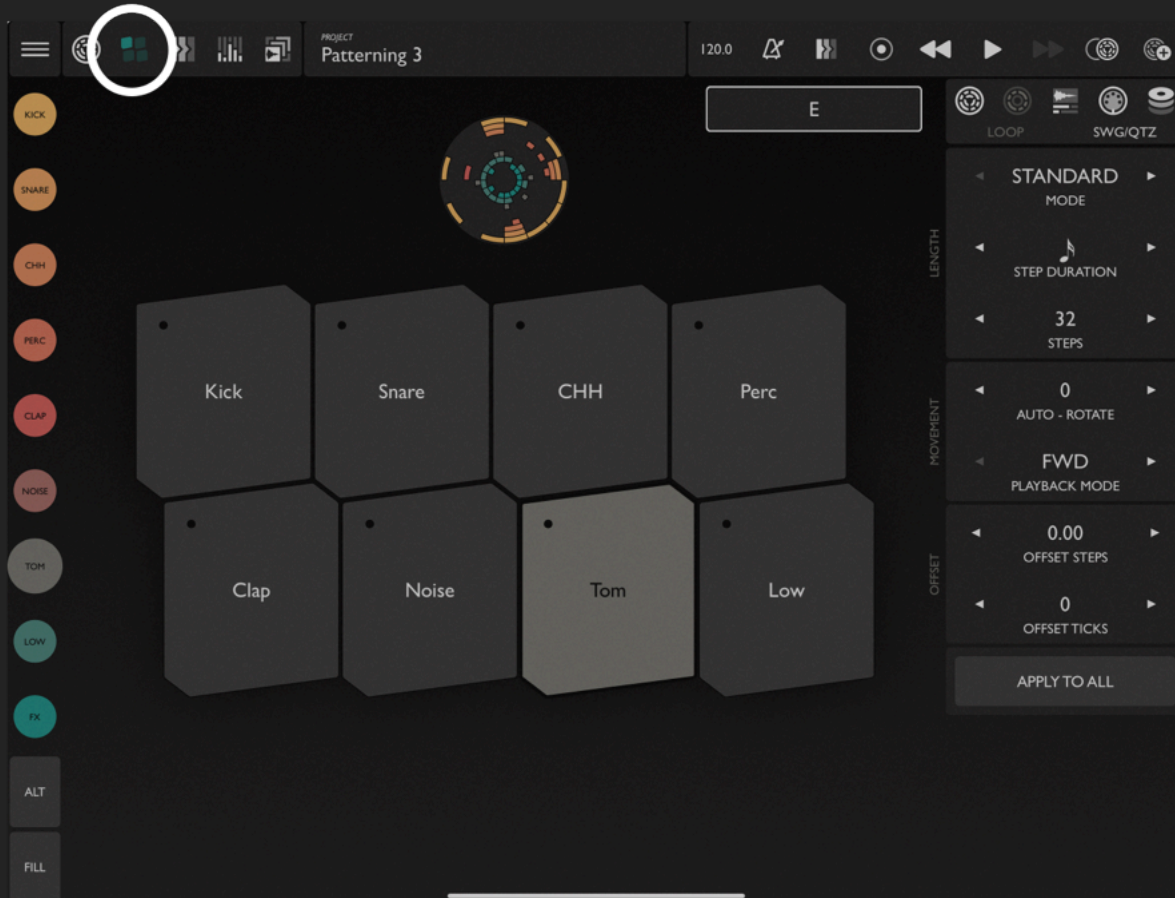 PROJECT
Patterning 3
120.0
KICK
SNARE
CHH
PERC
CLAP
NOISE
TOM
LOW
FX
ALT
FILL
E
Kick
Snare
CHH
Perc
Clap
Noise
Tom
Low
LOOP
SWG/QTZ
LENGTH
STANDARD
MODE
STEP DURATION
32
STEPS
MOVEMENT
0
AUTO - ROTATE
FWD
PLAYBACK MODE
OFFSET
0.00
OFFSET STEPS
0
OFFSET TICKS
APPLY TO ALL